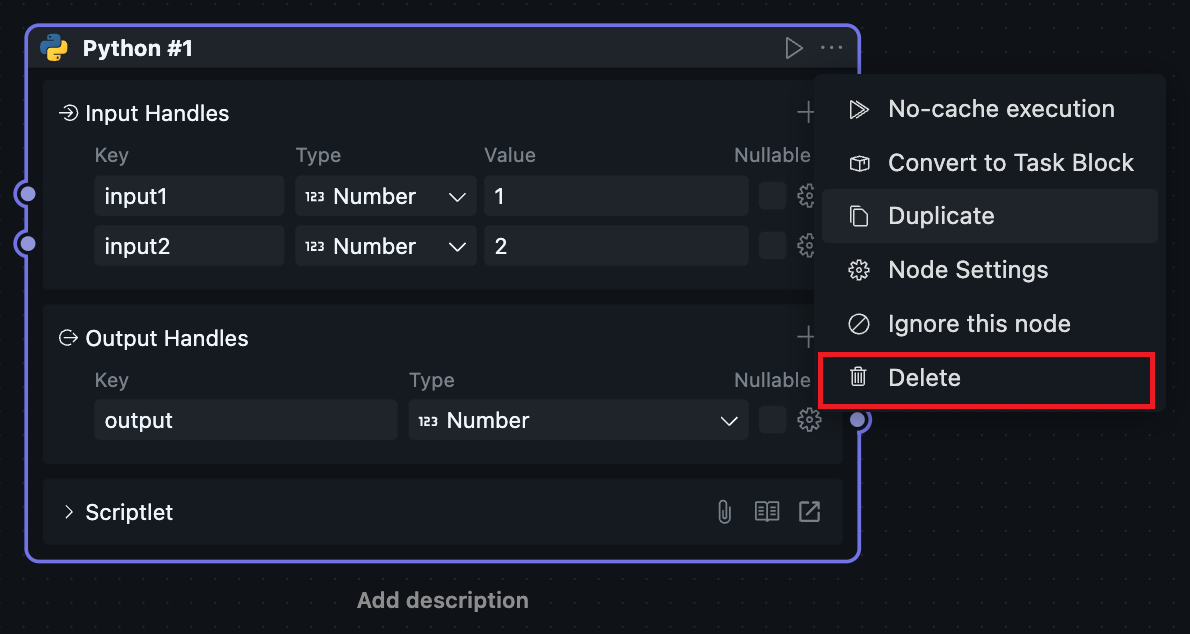 Python #1
Input Handles
Key Type Value Nullable
input1 123 Number 1
input2 123 Number 2
Output Handles
Key Type Nullable
output 123 Number
Scriptlet
Add description
No-cache execution
Convert to Task Block
Duplicate
Node Settings
Ignore this node
Delete